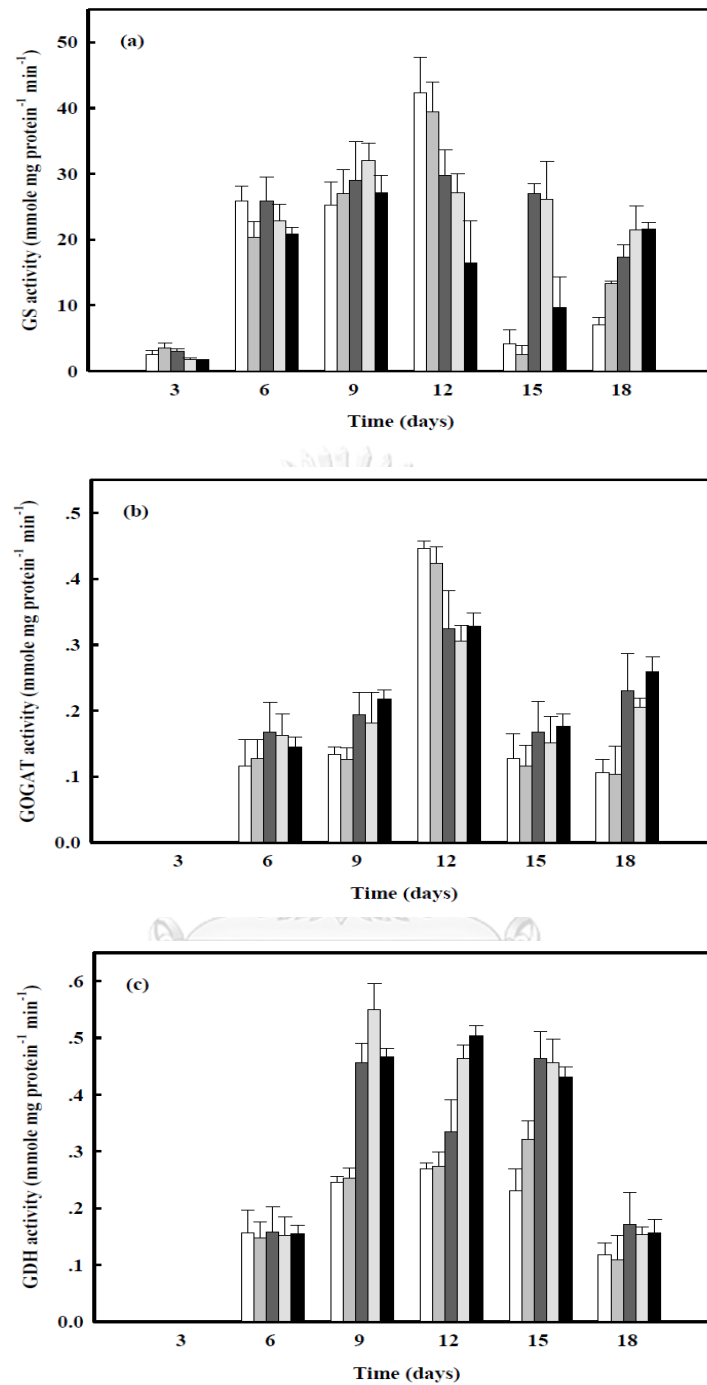 (a)
50
40
30
20
10
0
GS activity (mmole mg protein⁻¹ min⁻¹)
3 6 9 12 15 18
Time (days)
(b)
.5
.4
.3
.2
.1
0.0
GOGAT activity (mmole mg protein⁻¹ min⁻¹)
3 6 9 12 15 18
Time (days)
(c)
.6
.5
.4
.3
.2
.1
0.0
GDH activity (mmole mg protein⁻¹ min⁻¹)
3 6 9 12 15 18
Time (days)